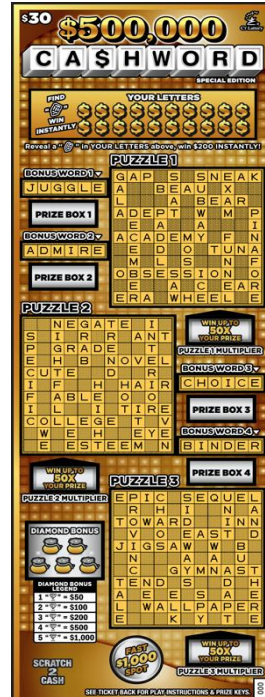 $30
$500,000
CA$HWORD
SPECIAL EDITION
FIND
WIN
INSTANTLY
YOUR LETTERS
Reveal a " " in YOUR LETTERS above, win $200 INSTANTLY!
PUZZLE 1
BONUS WORD 1
JUGGLE
PRIZE BOX 1
BONUS WORD 2
ADMIRE
PRIZE BOX 2
GAP S SNEAK
A BEAU X
L A BEAR
ADEPT W M P
E A A I
ACADEMY F N
E D O TUNA
M L S N F
OBSESSION O
E A CLEAR
ERA WHEEL
PUZZLE 2
NEGATE I
S I R R ANT
P GRADE T
E H B NOVEL
CUTE D R
I F H HAIR
FABLE O O
I L I TIRE
COLLEGE T V
W E H EYE
ESTEEM N
WIN UP TO
50X
YOUR PRIZE
PUZZLE 1 MULTIPLIER
BONUS WORD 3
CHOICE
PRIZE BOX 3
BONUS WORD 4
BINDER
PRIZE BOX 4
WIN UP TO
50X
YOUR PRIZE
PUZZLE 2 MULTIPLIER
PUZZLE 3
EPIC SEQUEL
R H I N A
TOWARD INN
V O EAST D
JIGSAW W B
N C A A U
GYMNAST
TENDS D H
A E E S A E
L WALLPAPER
E K Y T E
DIAMOND BONUS
DIAMOND BONUS
LEGEND
1 " " = $50
2 " " = $100
3 " " = $200
4 " " = $500
5 " " = $1,000
SCRATCH
2
CASH
FAST
$1,000
SPOT
WIN UP TO
50X
YOUR PRIZE
PUZZLE 3 MULTIPLIER
SEE TICKET BACK FOR PLAY INSTRUCTIONS & PRIZE KEYS.